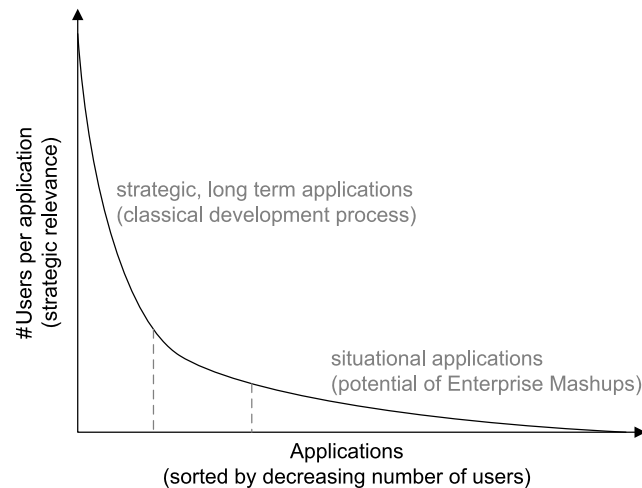 #Users per application
(strategic relevance)
strategic, long term applications
(classical development process)
situational applications
(potential of Enterprise Mashups)
Applications
(sorted by decreasing number of users)